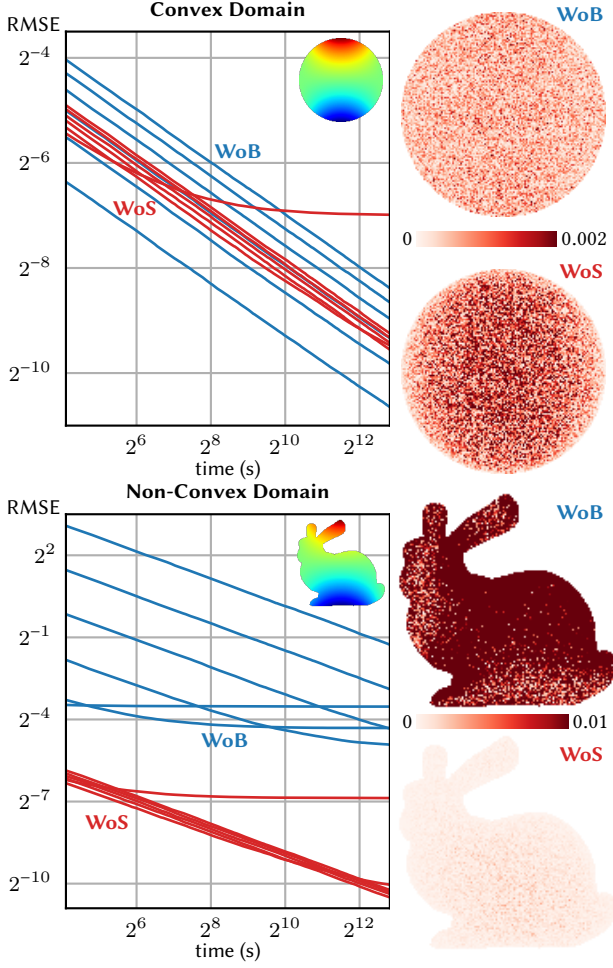 Convex Domain
RMSE
2^-4
2^-6
2^-8
2^-10
WoB
WoS
2^6 2^8 2^10 2^12
time (s)
WoB
0 0.002
WoS
Non-Convex Domain
RMSE
2^2
2^-1
2^-4
2^-7
2^-10
WoB
WoS
2^6 2^8 2^10 2^12
time (s)
WoB
0 0.01
WoS